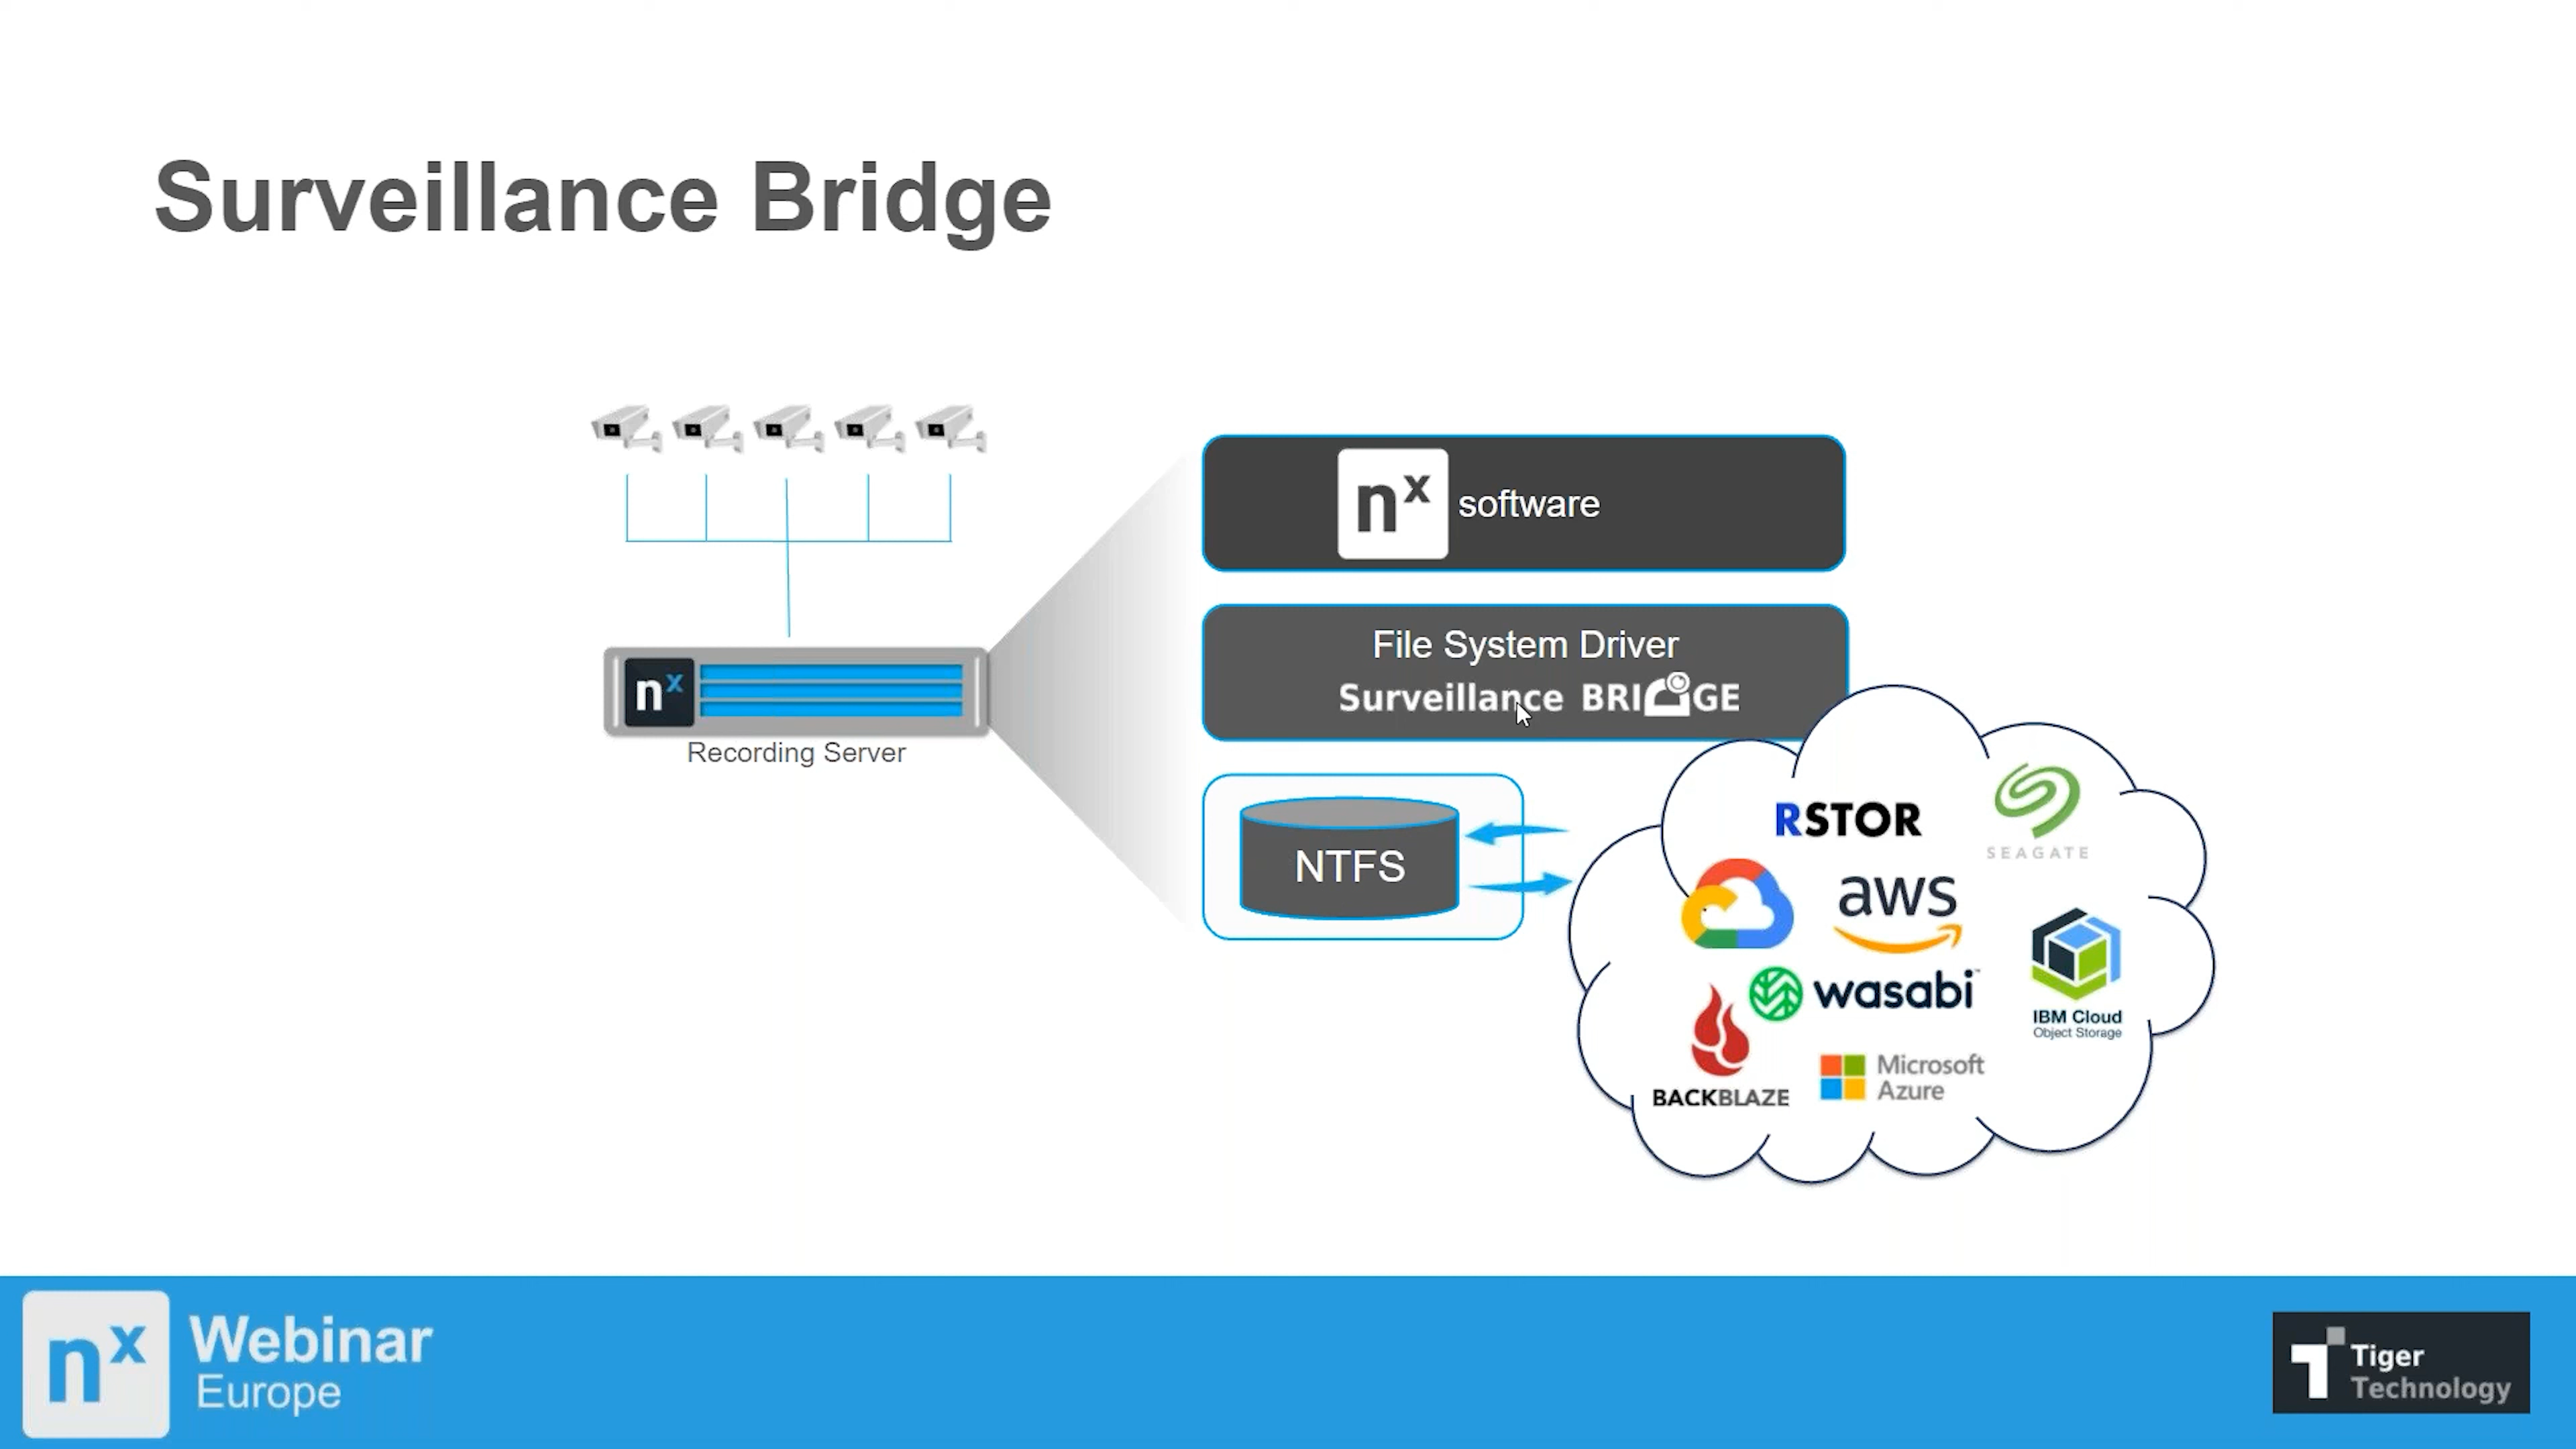 Surveillance Bridge
nx software
File System Driver
Surveillance BRIDGE
nx
Recording Server
NTFS
RSTOR
SEAGATE
aws
wasabi™
IBM Cloud
Object Storage
BACKBLAZE
Microsoft
Azure
nx Webinar
Europe
Tiger
Technology